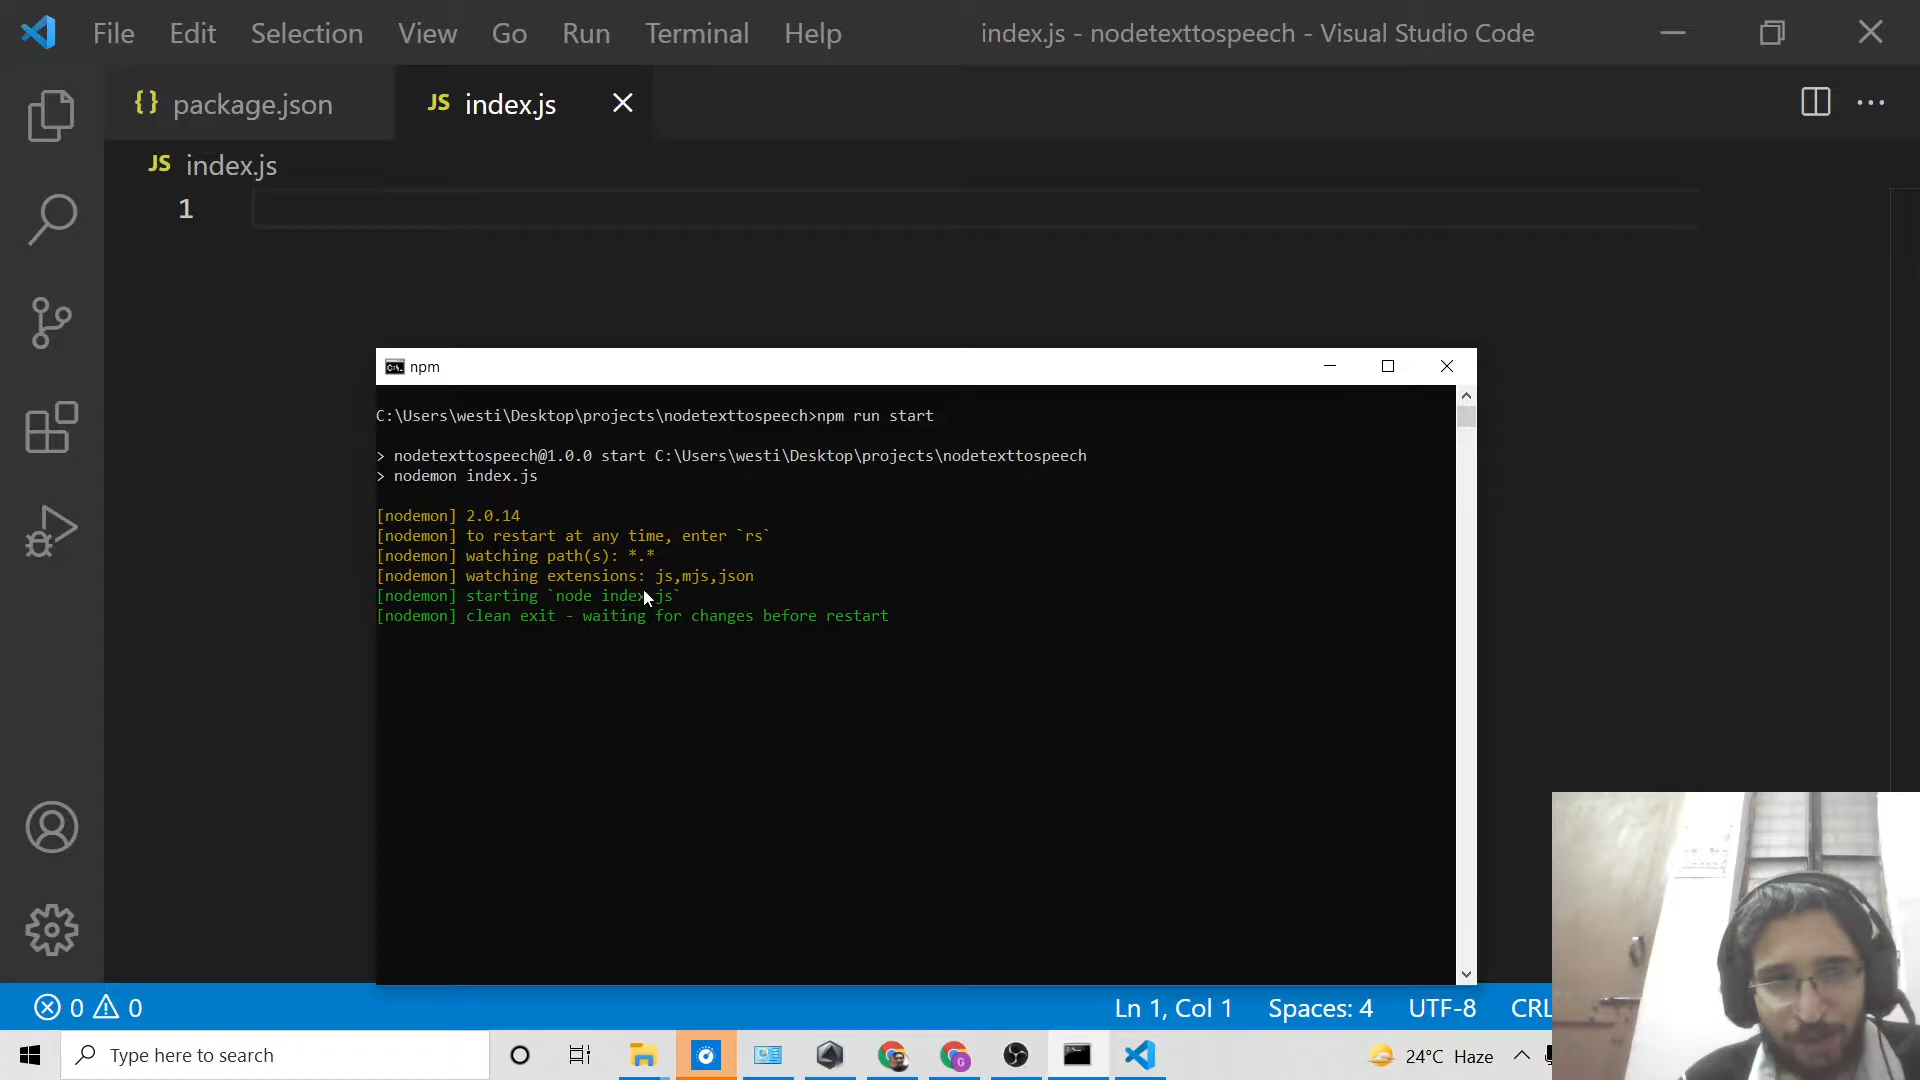 File Edit Selection View Go Run Terminal Help index.js - nodetexttospeech - Visual Studio Code
{} package.json JS index.js
JS index.js
1
npm
C:\Users\westi\Desktop\projects\nodetexttospeech>npm run start
> nodetexttospeech@1.0.0 start C:\Users\westi\Desktop\projects\nodetexttospeech
> nodemon index.js
[nodemon] 2.0.14
[nodemon] to restart at any time, enter `rs`
[nodemon] watching path(s): *.*
[nodemon] watching extensions: js,mjs,json
[nodemon] starting `node index.js`
[nodemon] clean exit - waiting for changes before restart
0 0 Ln 1, Col 1 Spaces: 4 UTF-8 CRL
Type here to search 24°C Haze